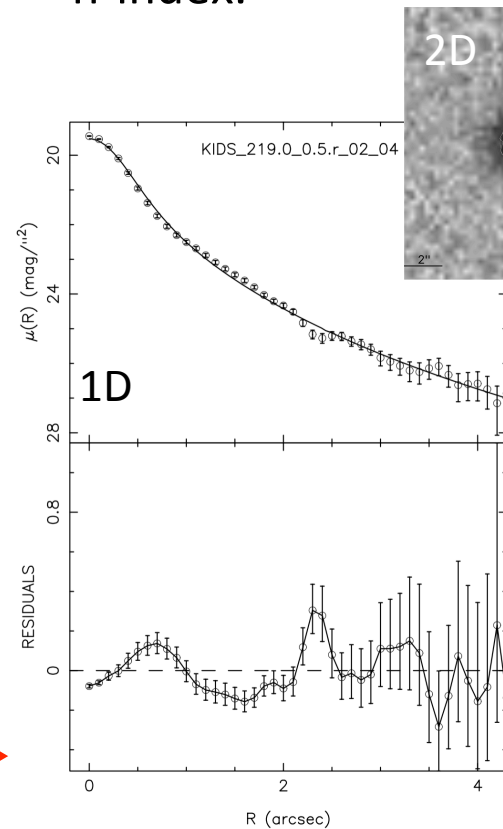 n-index.
2D
2"
KIDS_219.0_0.5.r_02_04
20
24
28
μ(R) (mag/"^2)
1D
0.8
0
RESIDUALS
0
2
4
R (arcsec)